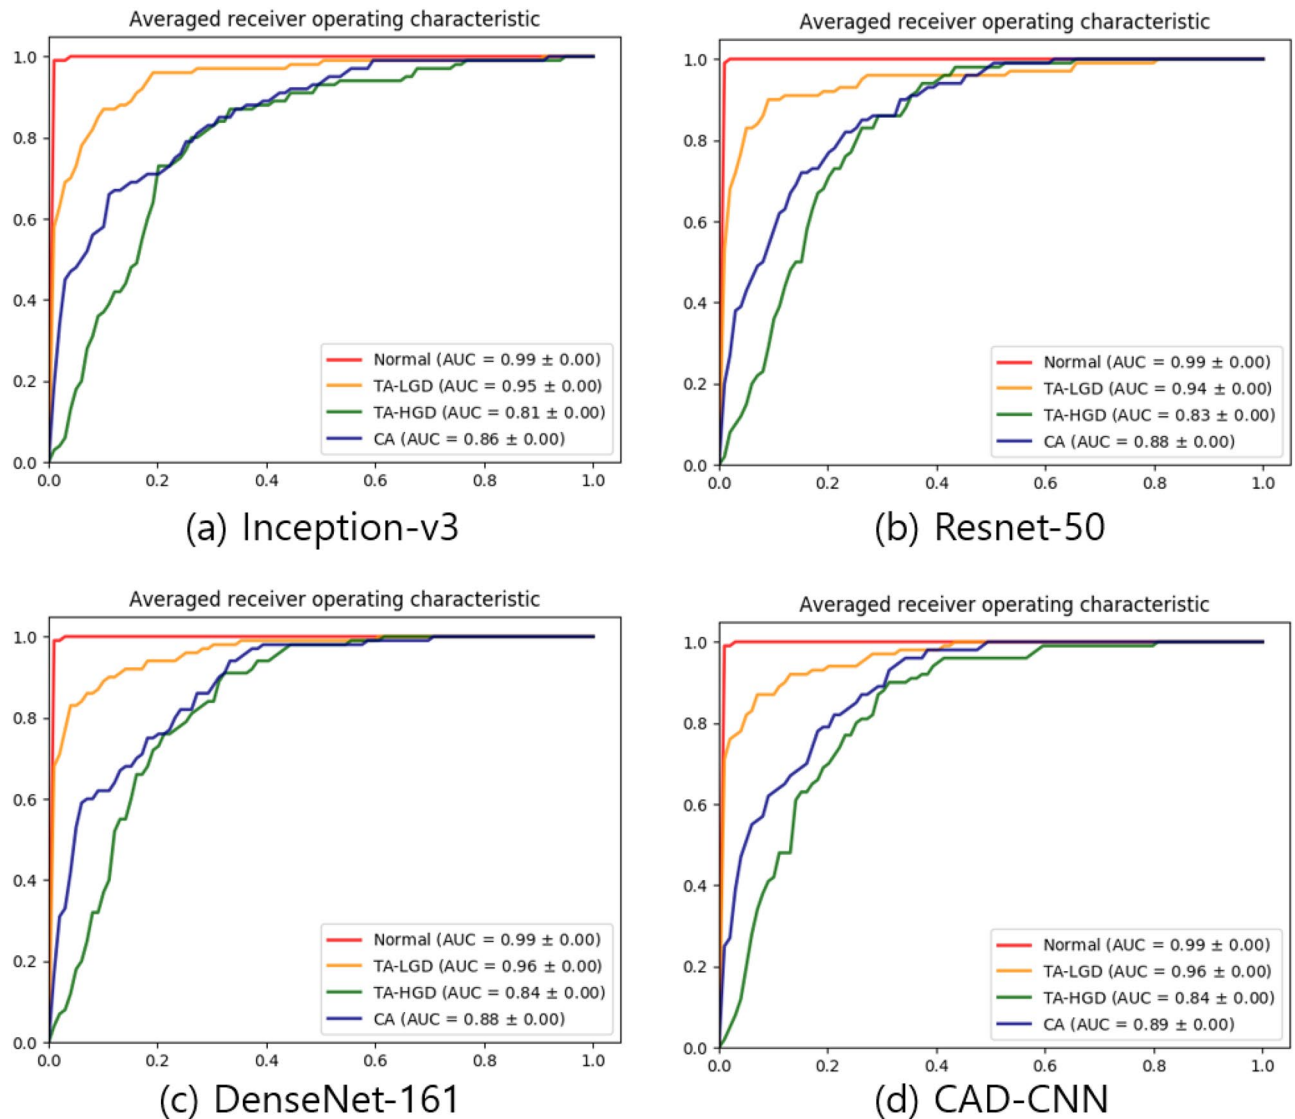 Averaged receiver operating characteristic
1.0
0.8
0.6
0.4
0.2
0.0
Normal (AUC = 0.99 ± 0.00)
TA-LGD (AUC = 0.95 ± 0.00)
TA-HGD (AUC = 0.81 ± 0.00)
CA (AUC = 0.86 ± 0.00)
0.0 0.2 0.4 0.6 0.8 1.0
(a) Inception-v3
Averaged receiver operating characteristic
1.0
0.8
0.6
0.4
0.2
0.0
Normal (AUC = 0.99 ± 0.00)
TA-LGD (AUC = 0.94 ± 0.00)
TA-HGD (AUC = 0.83 ± 0.00)
CA (AUC = 0.88 ± 0.00)
0.0 0.2 0.4 0.6 0.8 1.0
(b) Resnet-50
Averaged receiver operating characteristic
1.0
0.8
0.6
0.4
0.2
0.0
Normal (AUC = 0.99 ± 0.00)
TA-LGD (AUC = 0.96 ± 0.00)
TA-HGD (AUC = 0.84 ± 0.00)
CA (AUC = 0.88 ± 0.00)
0.0 0.2 0.4 0.6 0.8 1.0
(c) DenseNet-161
Averaged receiver operating characteristic
1.0
0.8
0.6
0.4
0.2
0.0
Normal (AUC = 0.99 ± 0.00)
TA-LGD (AUC = 0.96 ± 0.00)
TA-HGD (AUC = 0.84 ± 0.00)
CA (AUC = 0.89 ± 0.00)
0.0 0.2 0.4 0.6 0.8 1.0
(d) CAD-CNN